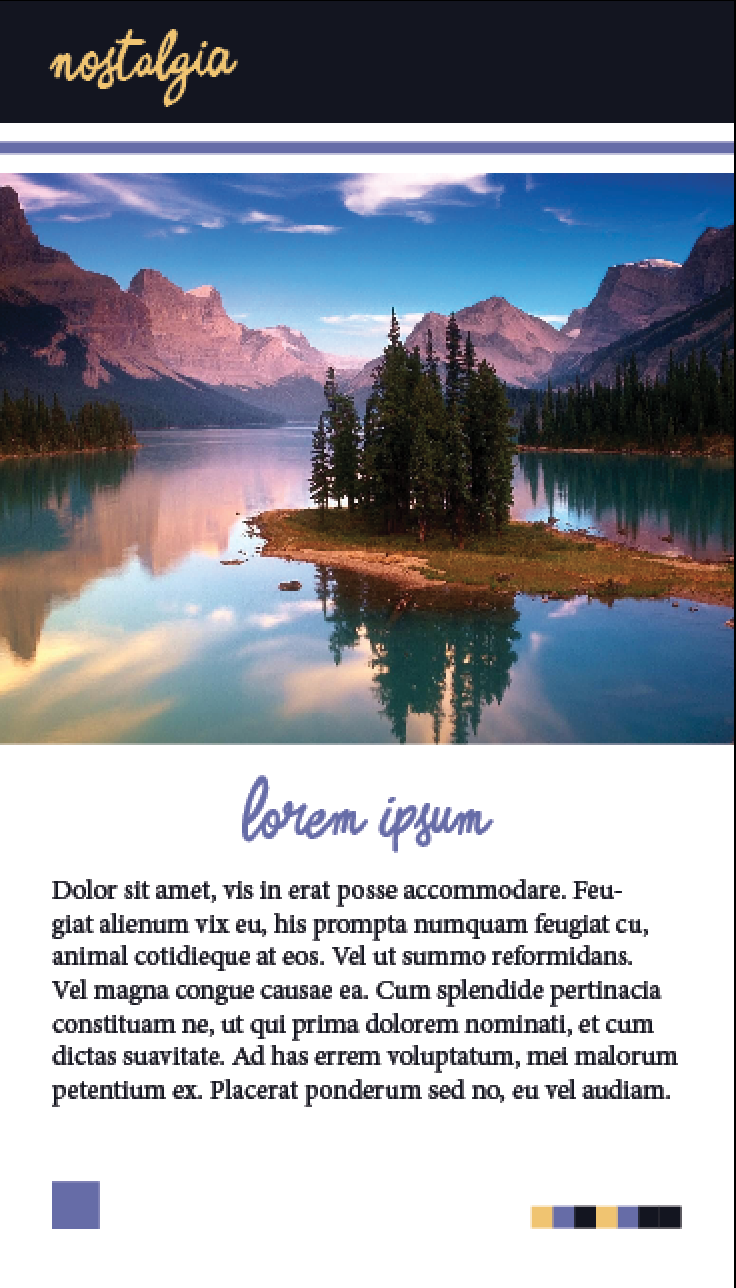 nostalgia
lorem ipsum
Dolor sit amet, vis in erat posse accommodare. Feu-
giat alienum vix eu, his prompta numquam feugiat cu,
animal cotidieque at eos. Vel ut summo reformidans.
Vel magna congue causae ea. Cum splendide pertinacia
constituam ne, ut qui prima dolorem nominati, et cum
dictas suavitate. Ad has errem voluptatum, mei malorum
petentium ex. Placerat ponderum sed no, eu vel audiam.